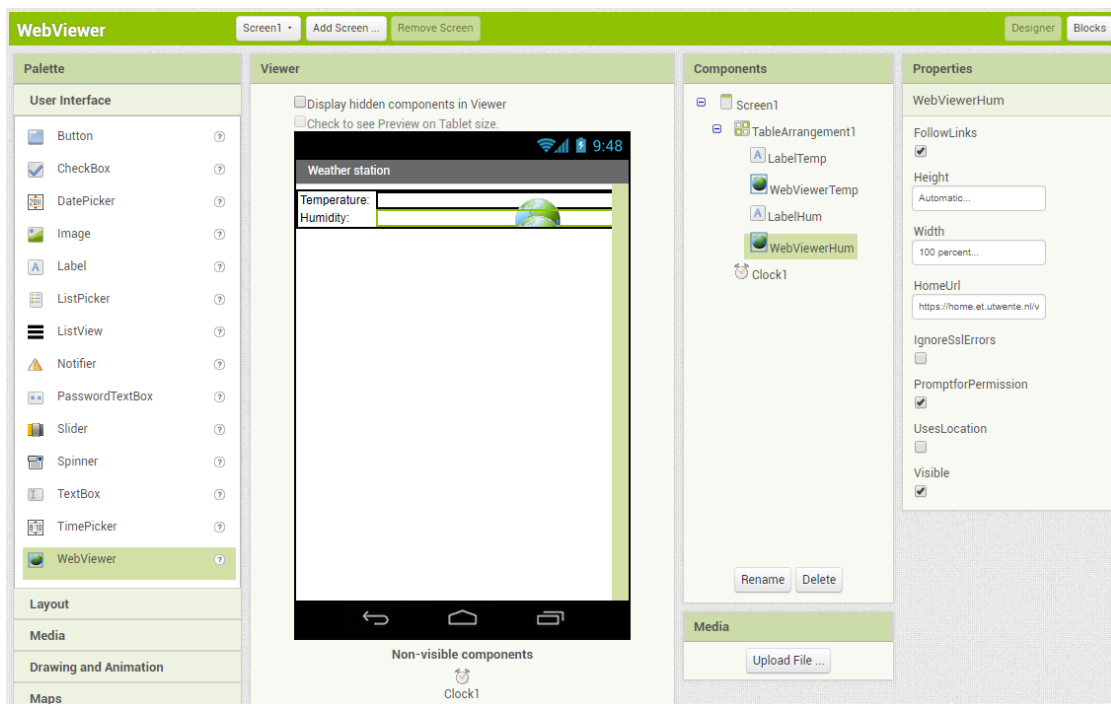 WebViewer
Screen1
Add Screen ...
Remove Screen
Designer
Blocks
Palette
User Interface
Button
CheckBox
DatePicker
Image
Label
ListPicker
ListView
Notifier
PasswordTextBox
Slider
Spinner
TextBox
TimePicker
WebViewer
Layout
Media
Drawing and Animation
Maps
Viewer
Display hidden components in Viewer
Check to see Preview on Tablet size.
9:48
Weather station
Temperature:
Humidity:
Non-visible components
Clock1
Components
Screen1
TableArrangement1
LabelTemp
WebViewerTemp
LabelHum
WebViewerHum
Clock1
Rename
Delete
Media
Upload File ...
Properties
WebViewerHum
FollowLinks
Height
Automatic...
Width
100 percent...
HomeUrl
https://home.et.utwente.nl/v
IgnoreSslErrors
PromptforPermission
UsesLocation
Visible